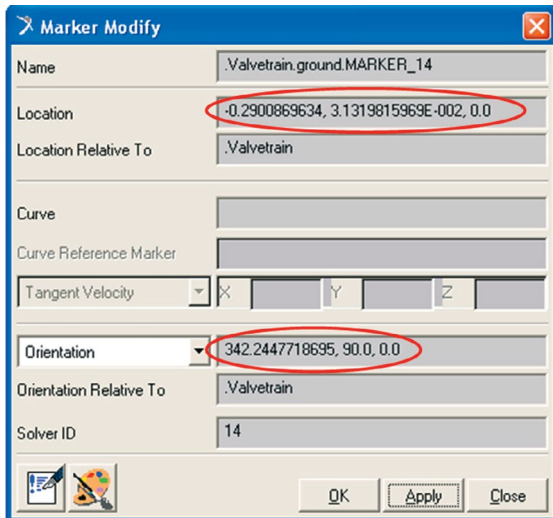 Marker Modify
Name .Valvetrain.ground.MARKER_14
Location -0.2900869634, 3.1319815969E-002, 0.0
Location Relative To .Valvetrain
Curve
Curve Reference Marker
Tangent Velocity X Y Z
Orientation 342.2447718695, 90.0, 0.0
Orientation Relative To .Valvetrain
Solver ID 14
OK Apply Close